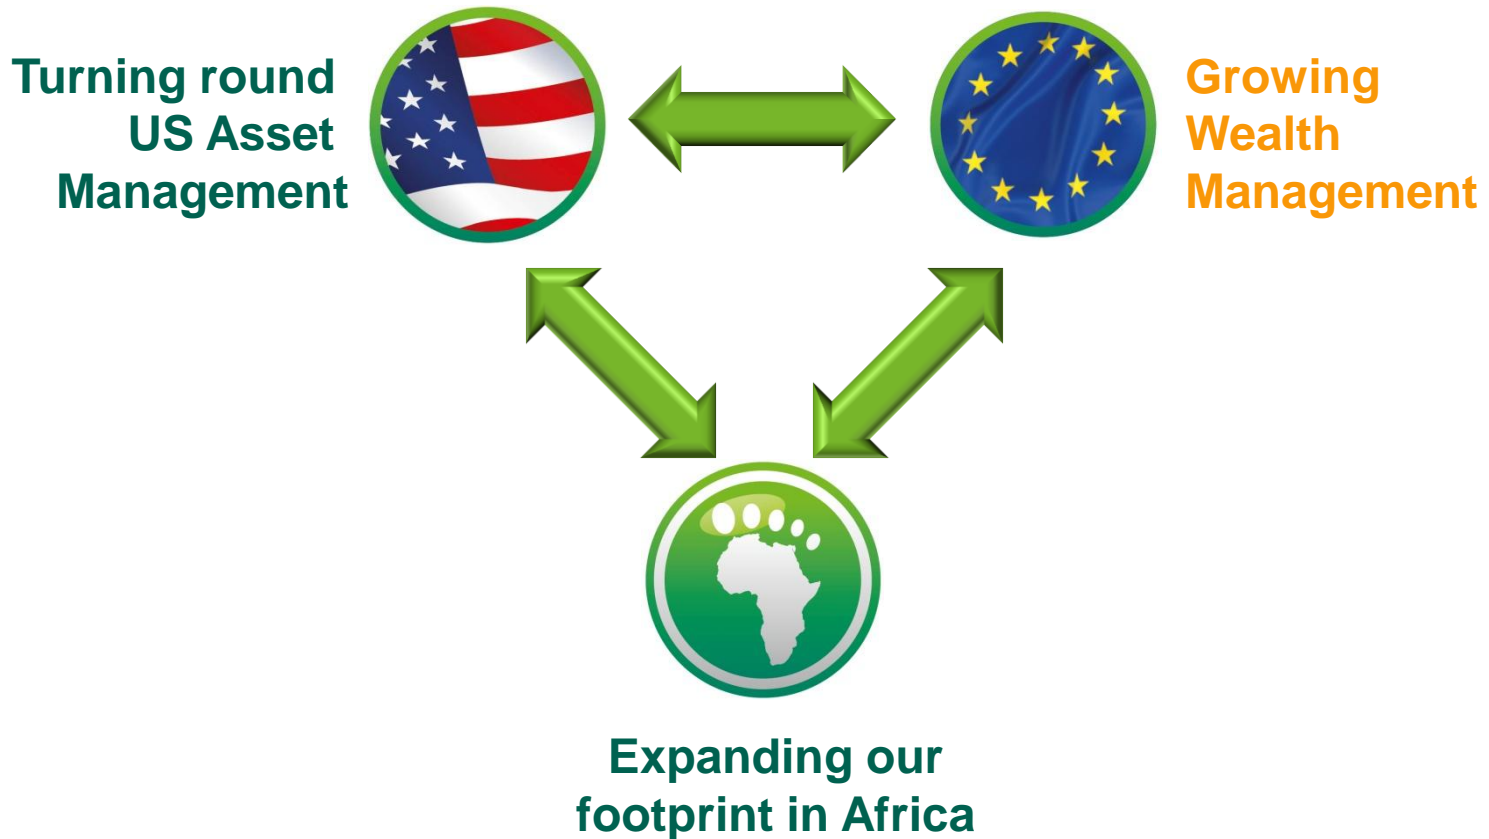 Turning round
US Asset
Management
Growing
Wealth
Management
Expanding our
footprint in Africa